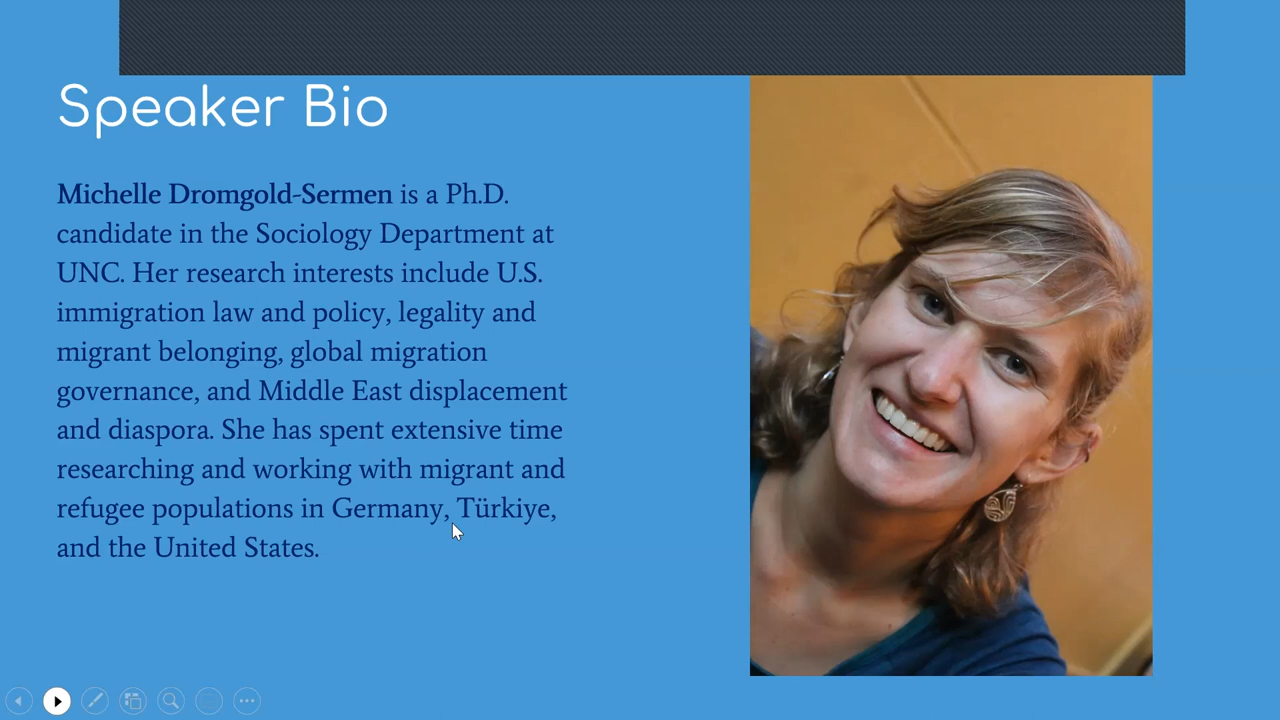 Speaker Bio
Michelle Dromgold-Sermen is a Ph.D.
candidate in the Sociology Department at
UNC. Her research interests include U.S.
immigration law and policy, legality and
migrant belonging, global migration
governance, and Middle East displacement
and diaspora. She has spent extensive time
researching and working with migrant and
refugee populations in Germany, Türkiye,
and the United States.